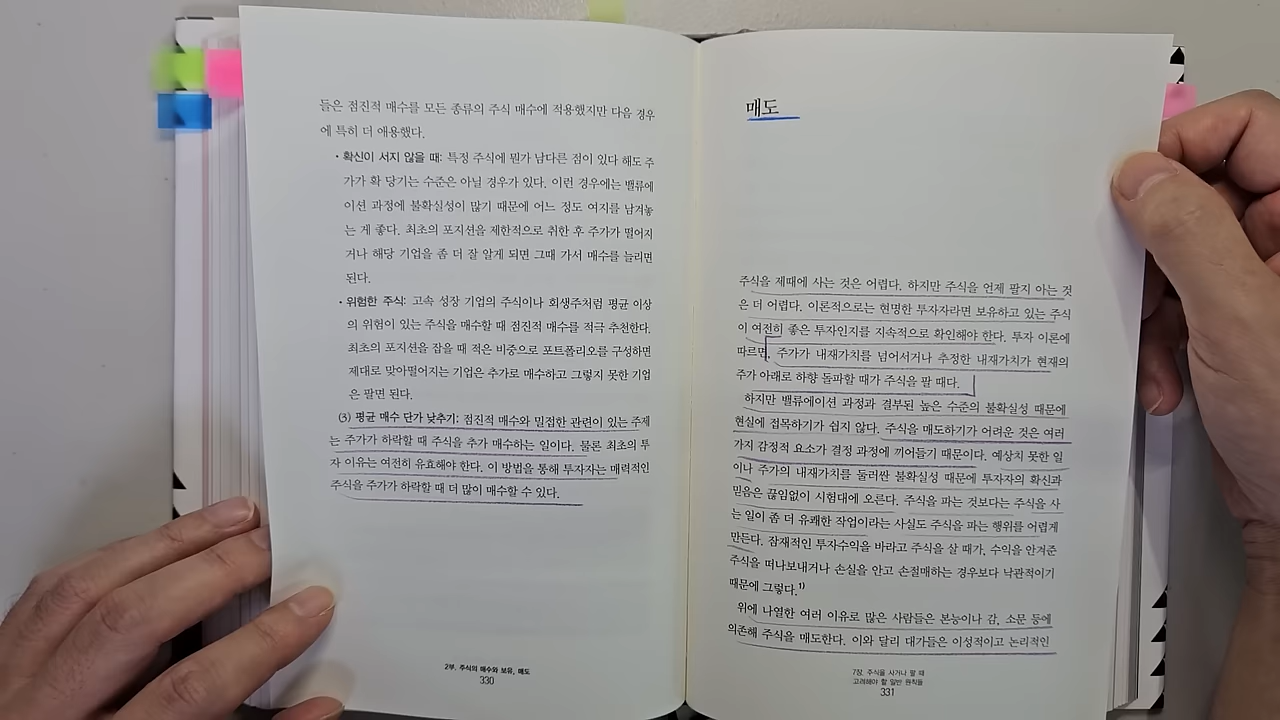 들은 점진적 매수를 모든 종류의 주식 매수에 적용했지만 다음 경우
에 특히 더 애용했다.
• 확신이 서지 않을 때: 특정 주식에 뭔가 남다른 점이 있다 해도 주
가가 확 당기는 수준은 아닐 경우가 있다. 이런 경우에는 밸류에
이션 과정에 불확실성이 많기 때문에 어느 정도 여지를 남겨놓
는 게 좋다. 최초의 포지션을 제한적으로 취한 후 주가가 떨어지
거나 해당 기업을 좀 더 잘 알게 되면 그때 가서 매수를 늘리면
된다.
• 위험한 주식: 고속 성장 기업의 주식이나 회생주처럼 평균 이상
의 위험이 있는 주식을 매수할 때 점진적 매수를 적극 추천한다.
최초의 포지션을 잡을 때 적은 비중으로 포트폴리오를 구성하면
제대로 맞아떨어지는 기업은 추가로 매수하고 그렇지 못한 기업
은 팔면 된다.
(3) 평균 매수 단가 낮추기: 점진적 매수와 밀접한 관련이 있는 주제
는 주가가 하락할 때 주식을 추가 매수하는 일이다. 물론 최초의 투
자 이유는 여전히 유효해야 한다. 이 방법을 통해 투자자는 매력적인
주식을 주가가 하락할 때 더 많이 매수할 수 있다.
2부. 주식의 매수와 보유, 매도
330
매도
주식을 제때에 사는 것은 어렵다. 하지만 주식을 언제 팔지 아는 것
은 더 어렵다. 이론적으로는 현명한 투자자라면 보유하고 있는 주식
이 여전히 좋은 투자인지를 지속적으로 확인해야 한다. 투자 이론에
따르면, 주가가 내재가치를 넘어서거나 추정한 내재가치가 현재의
주가 아래로 하향 돌파할 때가 주식을 팔 때다.
하지만 밸류에이션 과정과 결부된 높은 수준의 불확실성 때문에
현실에 접목하기가 쉽지 않다. 주식을 매도하기가 어려운 것은 여러
가지 감정적 요소가 결정 과정에 끼어들기 때문이다. 예상치 못한 일
이나 주가의 내재가치를 둘러싼 불확실성 때문에 투자자의 확신과
믿음은 끊임없이 시험대에 오른다. 주식을 파는 것보다는 주식을 사
는 일이 좀 더 유쾌한 작업이라는 사실도 주식을 파는 행위를 어렵게
만든다. 잠재적인 투자수익을 바라고 주식을 살 때가, 수익을 안겨준
주식을 떠나보내거나 손실을 안고 손절매하는 경우보다 낙관적이기
때문에 그렇다.1)
위에 나열한 여러 이유로 많은 사람들은 본능이나 감, 소문 등에
의존해 주식을 매도한다. 이와 달리 대가들은 이성적이고 논리적인
7장. 주식을 사거나 팔 때
고려해야 할 일반 원칙들
331